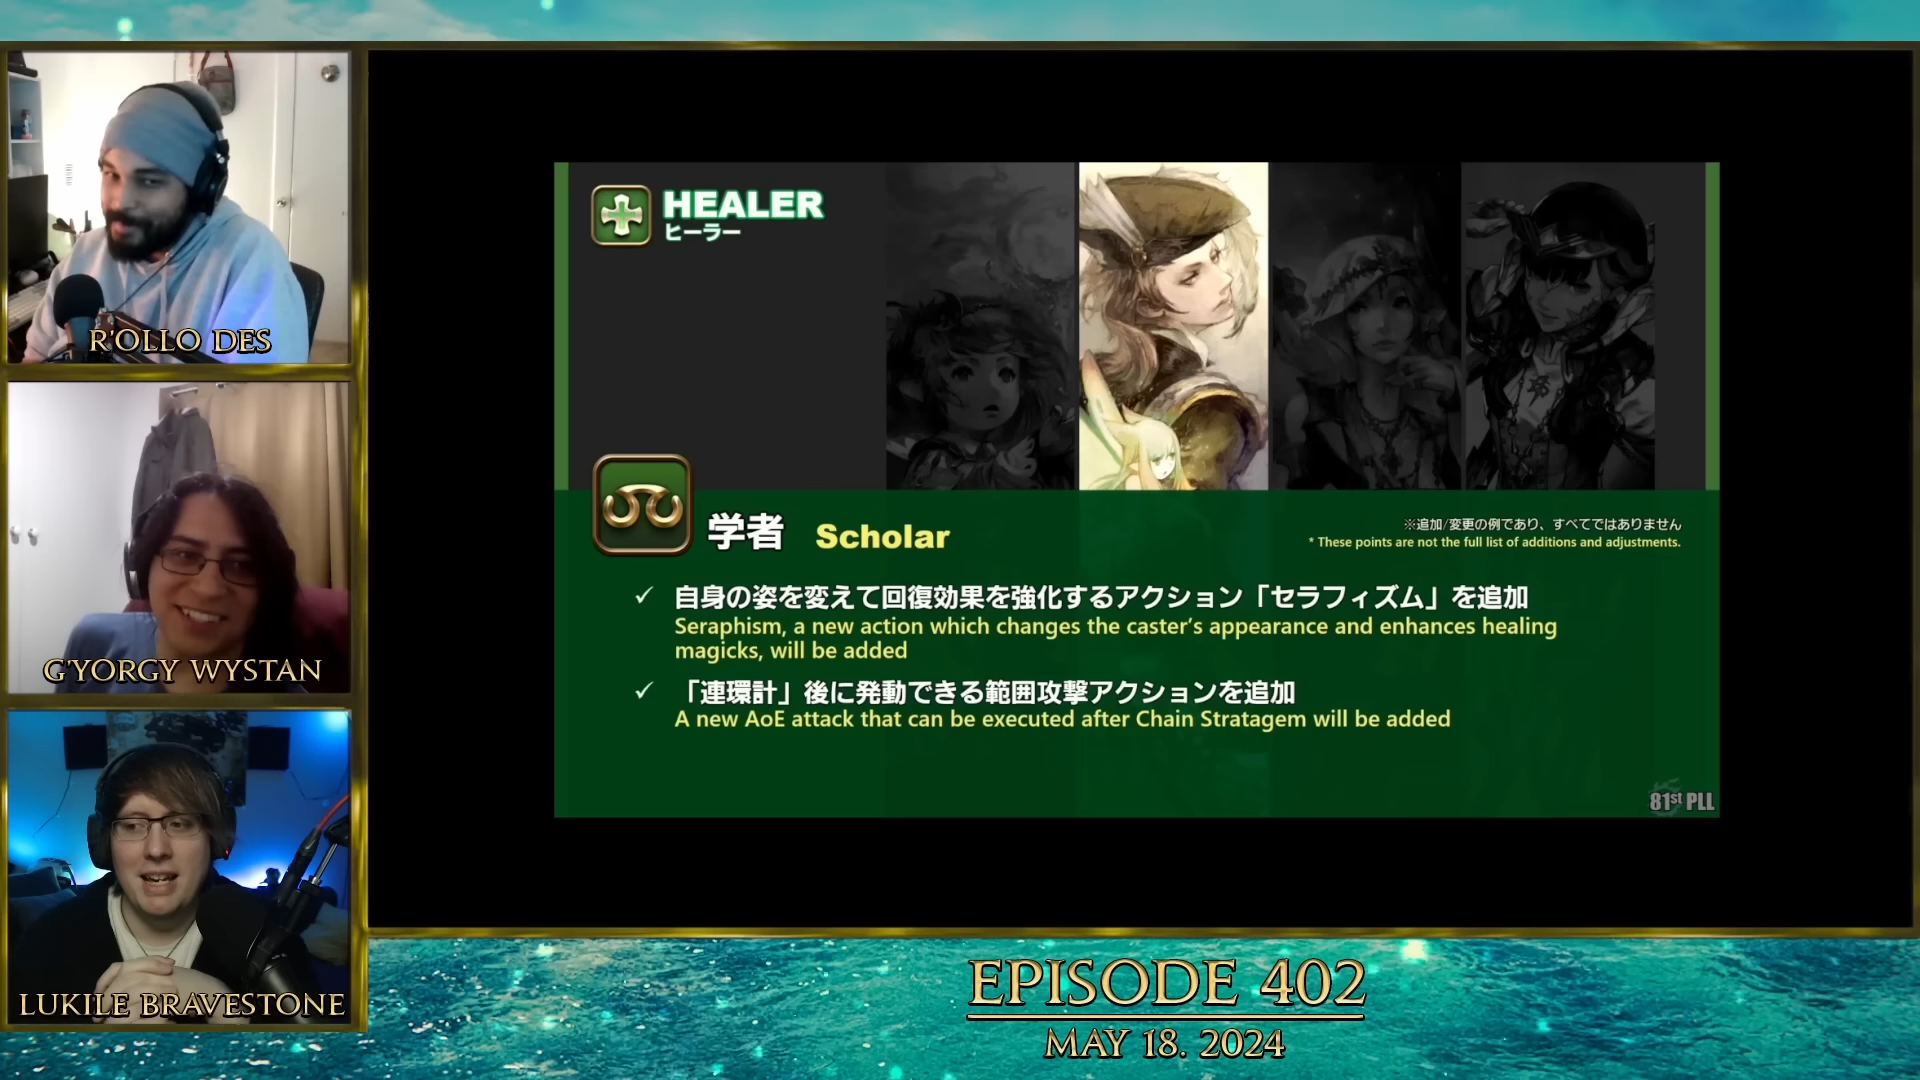 R'OLLO DES
G'YORGY WYSTAN
LUKILE BRAVESTONE
HEALER
ヒーラー
学者 Scholar
※追加/変更の例であり、すべてではありません
* These points are not the full list of additions and adjustments.
✓ 自身の姿を変えて回復効果を強化するアクション「セラフィズム」を追加
Seraphism, a new action which changes the caster's appearance and enhances healing
magicks, will be added
✓ 「連環計」後に発動できる範囲攻撃アクションを追加
A new AoE attack that can be executed after Chain Stratagem will be added
81st PLL
EPISODE 402
MAY 18. 2024